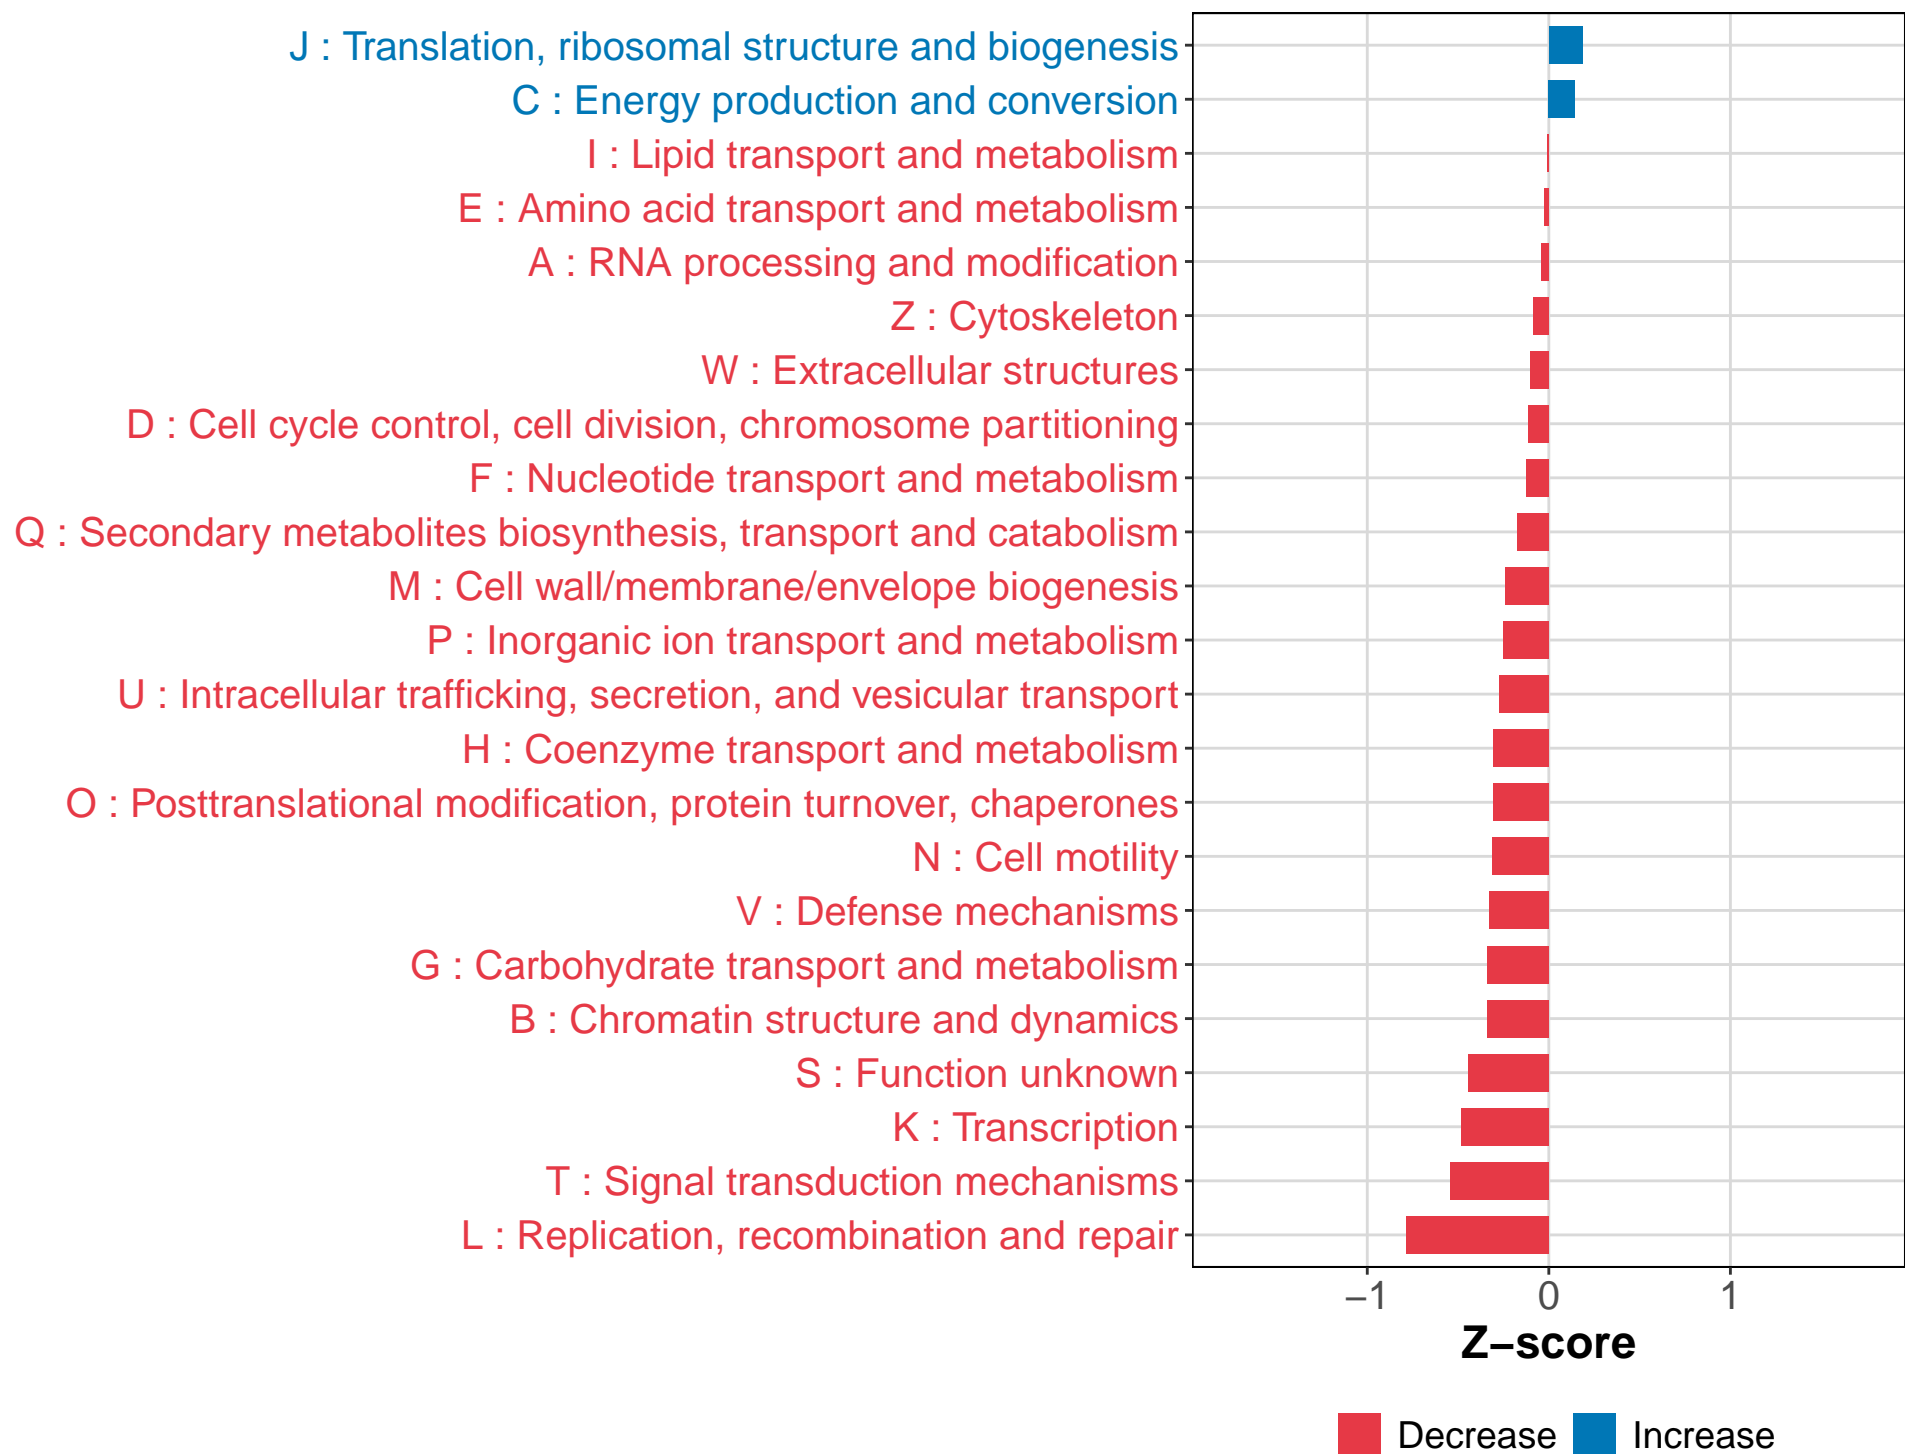 J : Translation, ribosomal structure and biogenesis
C : Energy production and conversion
I : Lipid transport and metabolism
E : Amino acid transport and metabolism
A : RNA processing and modification
Z : Cytoskeleton
W : Extracellular structures
D : Cell cycle control, cell division, chromosome partitioning
F : Nucleotide transport and metabolism
Q : Secondary metabolites biosynthesis, transport and catabolism
M : Cell wall/membrane/envelope biogenesis
P : Inorganic ion transport and metabolism
U : Intracellular trafficking, secretion, and vesicular transport
H : Coenzyme transport and metabolism
O : Posttranslational modification, protein turnover, chaperones
N : Cell motility
V : Defense mechanisms
G : Carbohydrate transport and metabolism
B : Chromatin structure and dynamics
S : Function unknown
K : Transcription
T : Signal transduction mechanisms
L : Replication, recombination and repair
−1 0 1
Z−score
Decrease Increase